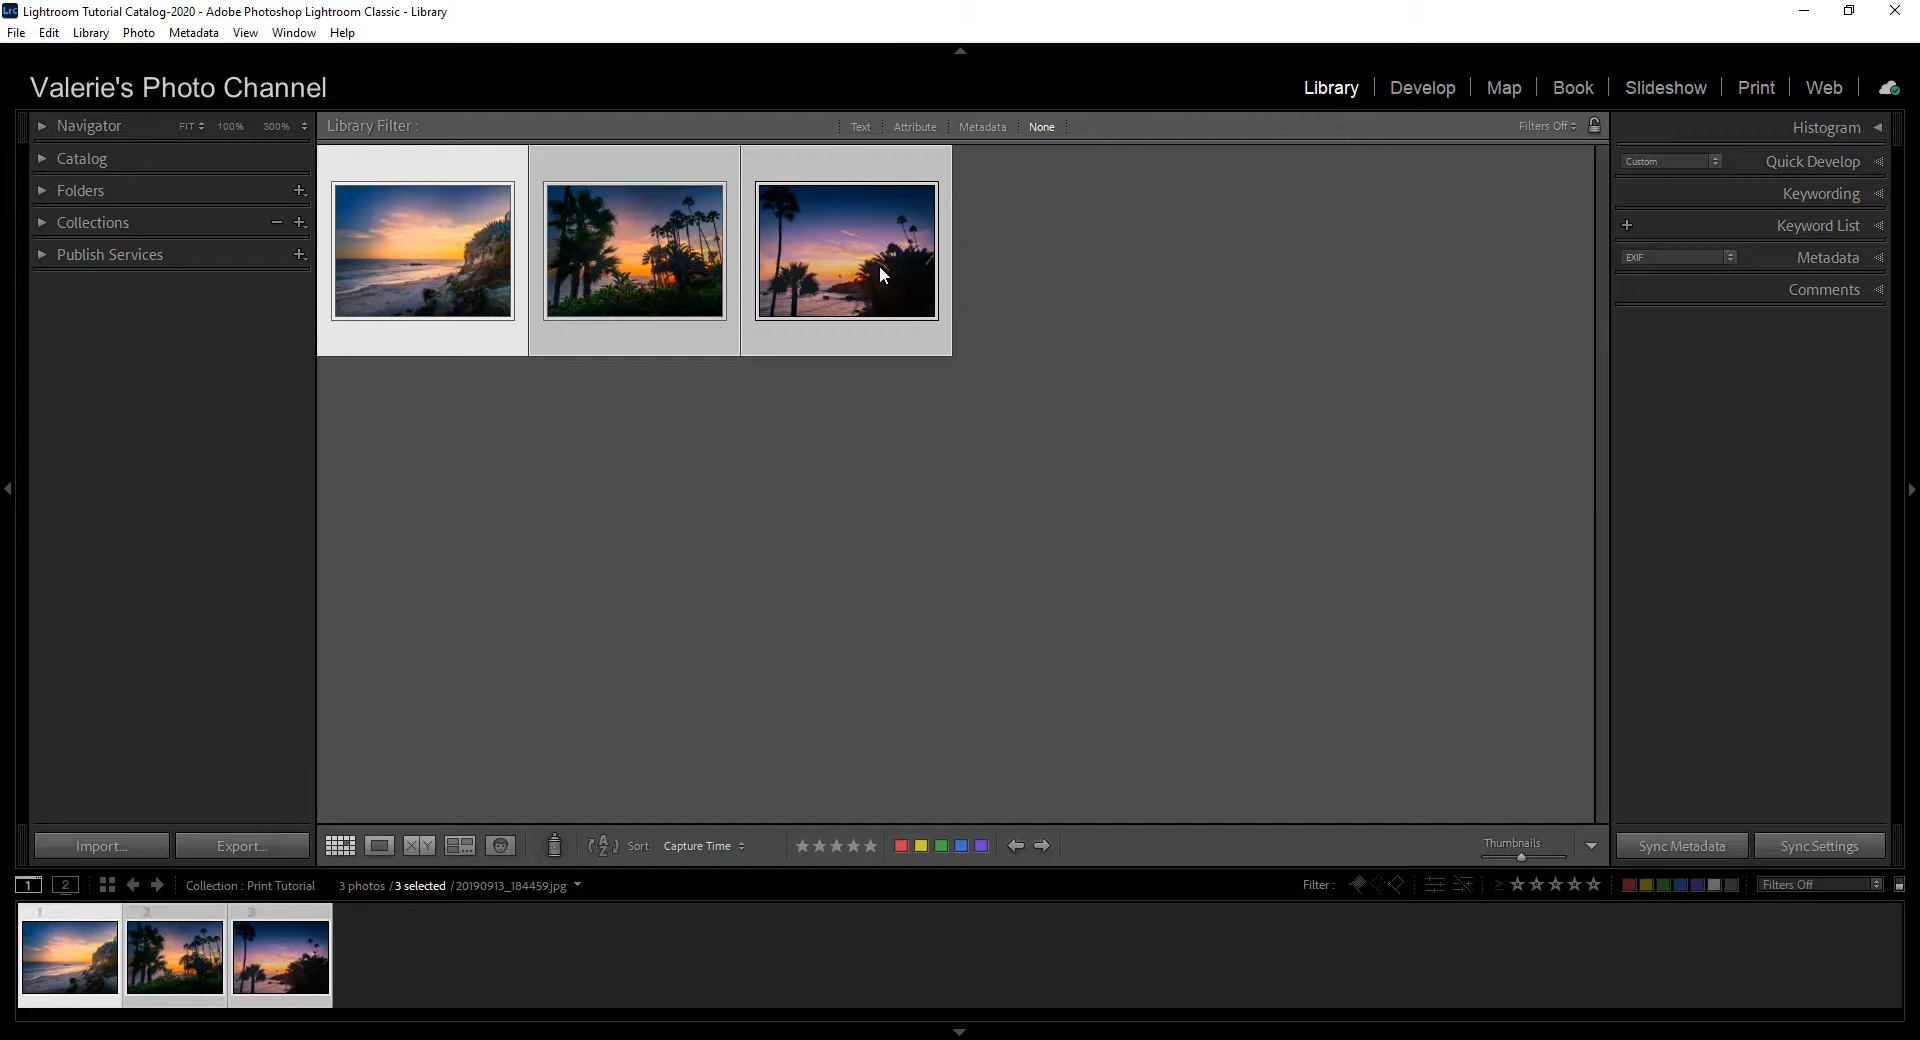 Lrc Lightroom Tutorial Catalog-2020 - Adobe Photoshop Lightroom Classic - Library
File Edit Library Photo Metadata View Window Help
Valerie's Photo Channel
Library Develop Map Book Slideshow Print Web
Navigator FIT 100% 300%
Library Filter : Text Attribute Metadata None Filters Off
Histogram
Catalog
Custom Quick Develop
Folders
Keywording
Collections
Keyword List
Publish Services
EXIF Metadata
Comments
Import... Export...
XY
AZ Sort: Capture Time
Thumbnails
Sync Metadata Sync Settings
1 2 Collection : Print Tutorial 3 photos / 3 selected / 20190913_184459.jpg
Filter : ≥ Filters Off
1 2 3